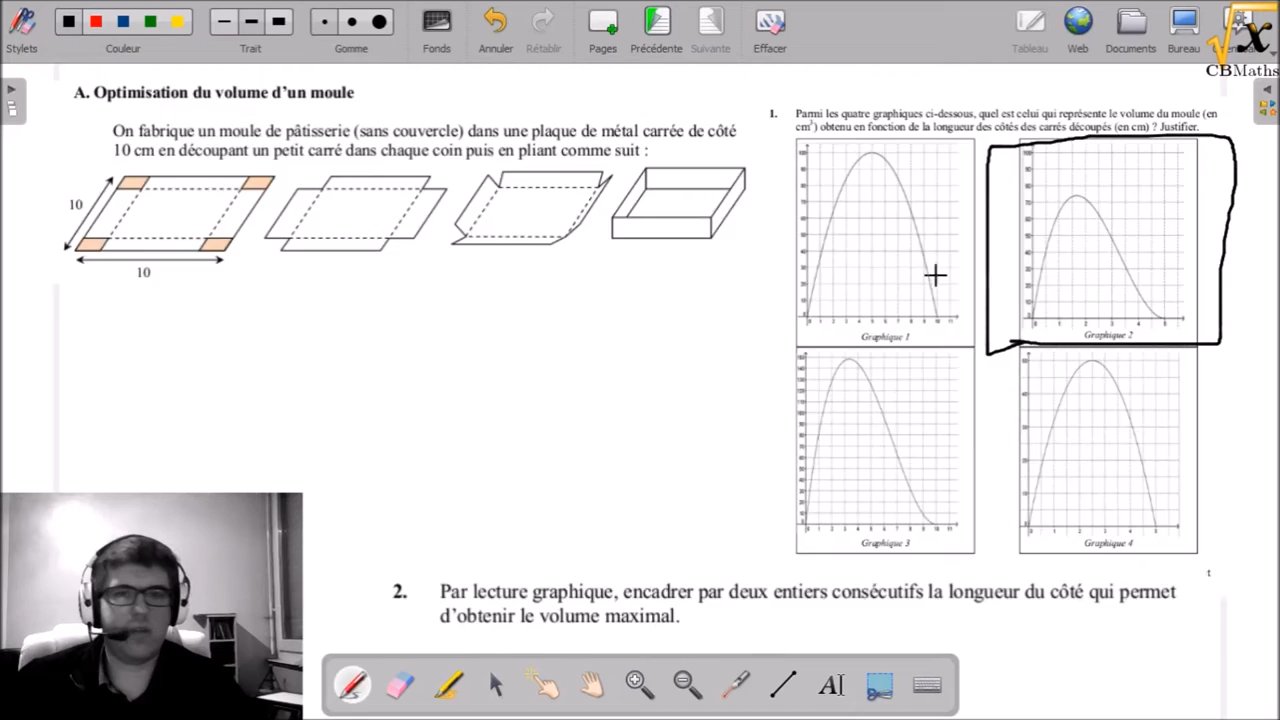 Stylets Couleur Trait Gomme Fonds Annuler Rétablir Pages Précédente Suivante Effacer Tableau Web Documents Bureau
CBMaths
A. Optimisation du volume d'un moule
On fabrique un moule de pâtisserie (sans couvercle) dans une plaque de métal carrée de côté
10 cm en découpant un petit carré dans chaque coin puis en pliant comme suit :
10
10
1. Parmi les quatre graphiques ci-dessous, quel est celui qui représente le volume du moule (en
cm³) obtenu en fonction de la longueur des côtés des carrés découpés (en cm) ? Justifier.
Graphique 1
Graphique 2
Graphique 3
Graphique 4
2. Par lecture graphique, encadrer par deux entiers consécutifs la longueur du côté qui permet
d'obtenir le volume maximal.